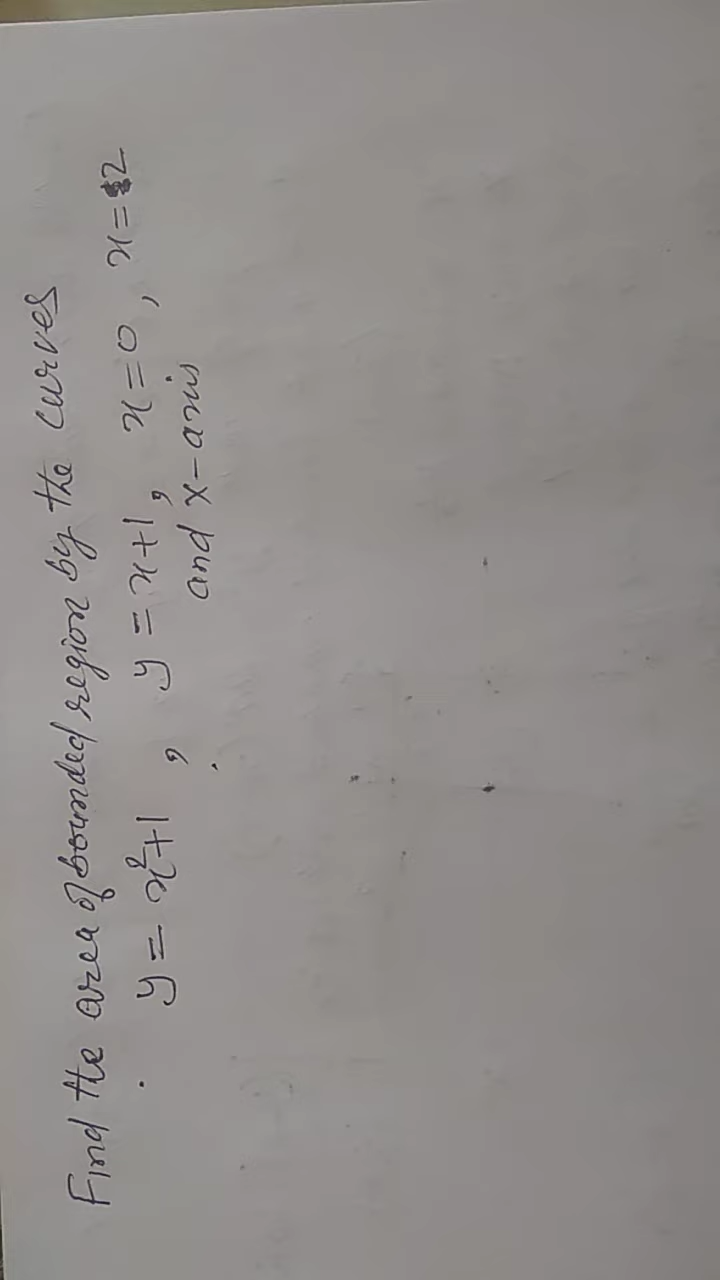 Find the area of bounded region by the curves
y = x²+1 , y = x+1, x=0, x=2
and x-axis